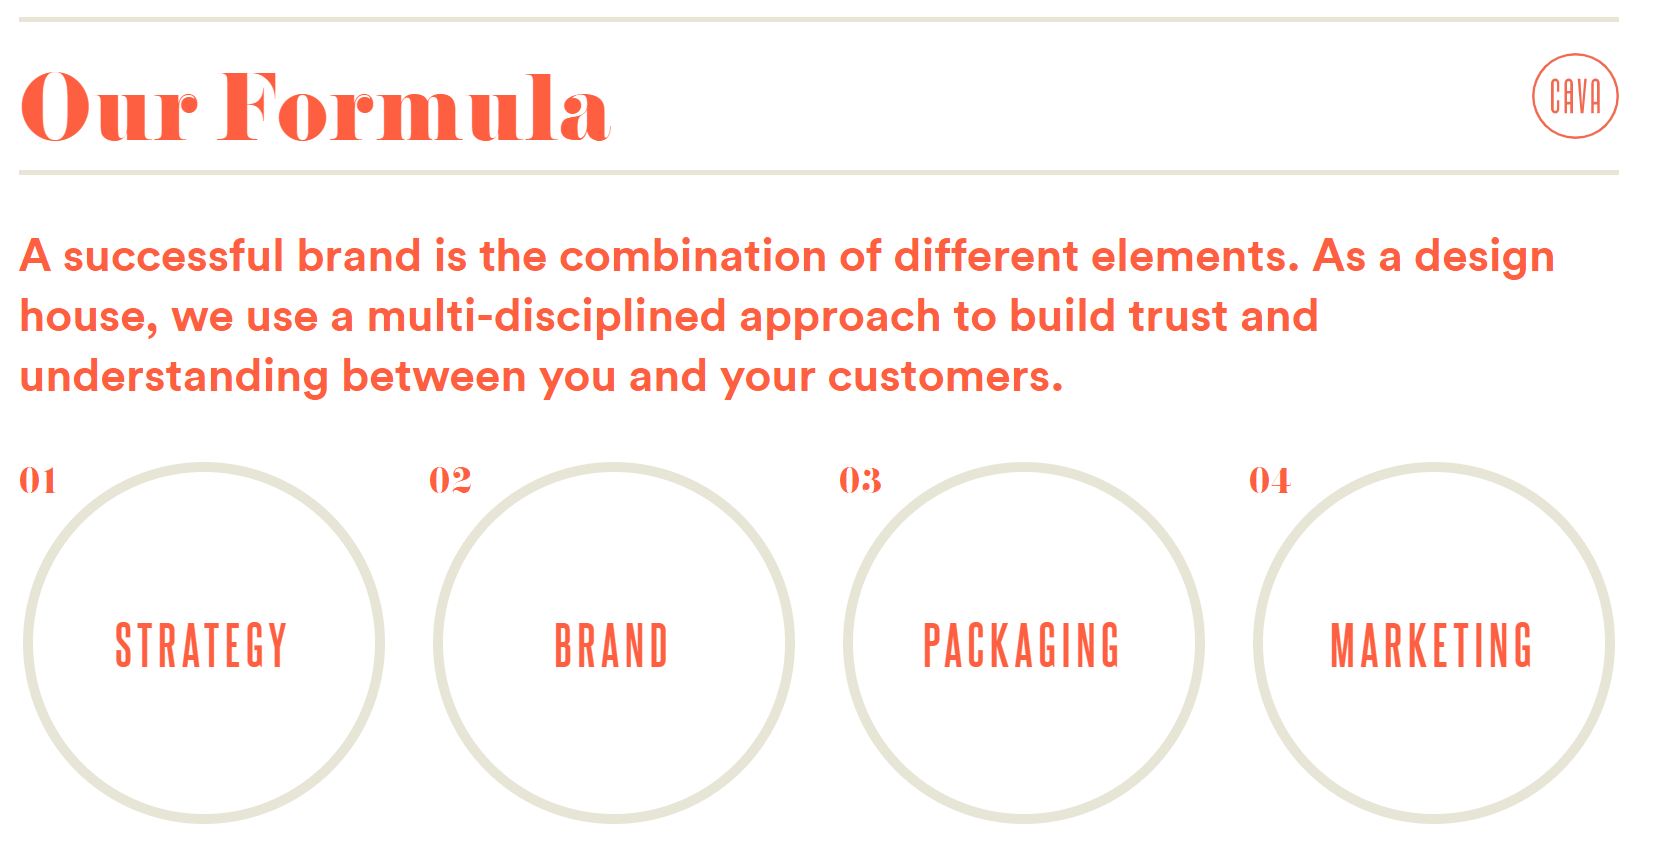 Our Formula
CAVA
A successful brand is the combination of different elements. As a design
house, we use a multi-disciplined approach to build trust and
understanding between you and your customers.
01
STRATEGY
02
BRAND
03
PACKAGING
04
MARKETING